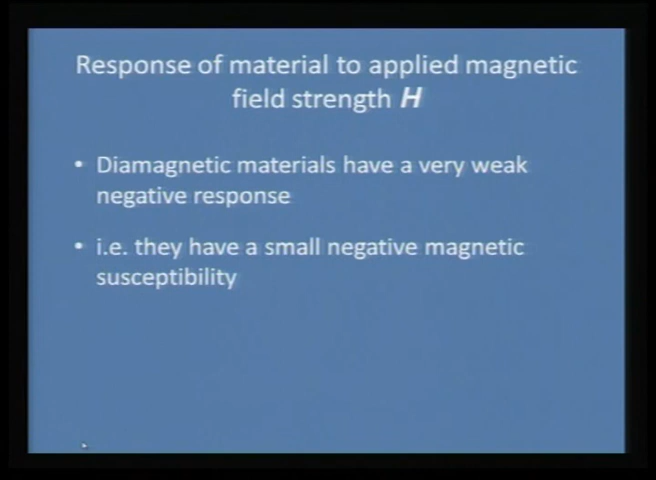 Response of material to applied magnetic
field strength H
• Diamagnetic materials have a very weak
negative response
• i.e. they have a small negative magnetic
susceptibility